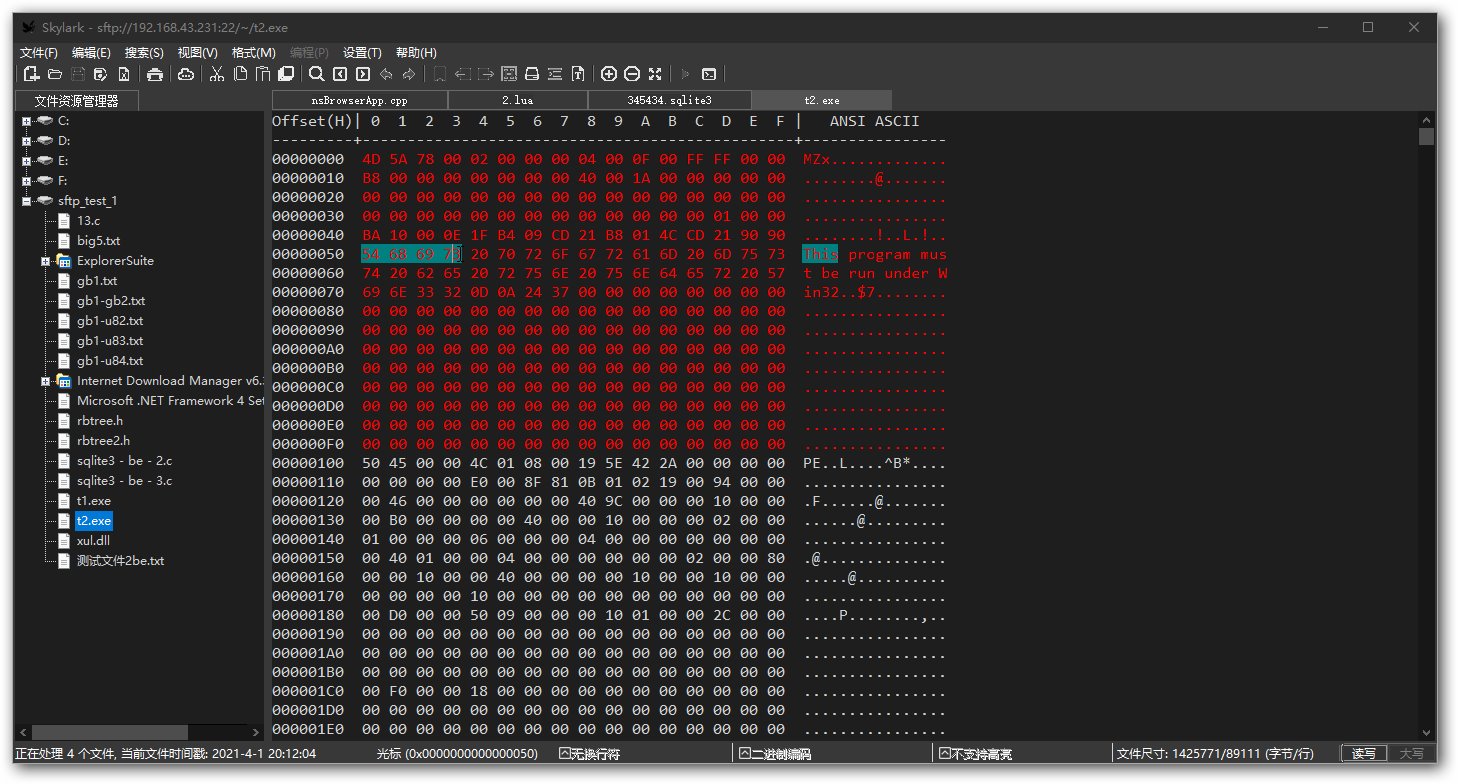 Skylark - sftp://192.168.43.231:22/~/t2.exe
文件(F) 编辑(E) 搜索(S) 视图(V) 格式(M) 编程(P) 设置(T) 帮助(H)
文件资源管理器
nsBrowserApp.cpp 2.lua 345434.sqlite3 t2.exe
C:
D:
E:
F:
sftp_test_1
13.c
big5.txt
ExplorerSuite
gb1.txt
gb1-gb2.txt
gb1-u82.txt
gb1-u83.txt
gb1-u84.txt
Internet Download Manager v6.
Microsoft .NET Framework 4 Set
rbtree.h
rbtree2.h
sqlite3 - be - 2.c
sqlite3 - be - 3.c
t1.exe
t2.exe
xul.dll
测试文件2be.txt
Offset(H)| 0 1 2 3 4 5 6 7 8 9 A B C D E F | ANSI ASCII
---------+------------------------------------------------+----------------
00000000 4D 5A 78 00 02 00 00 00 04 00 0F 00 FF FF 00 00 MZx.............
00000010 B8 00 00 00 00 00 00 00 40 00 1A 00 00 00 00 00 ........@.......
00000020 00 00 00 00 00 00 00 00 00 00 00 00 00 00 00 00 ................
00000030 00 00 00 00 00 00 00 00 00 00 00 00 00 01 00 00 ................
00000040 BA 10 00 0E 1F B4 09 CD 21 B8 01 4C CD 21 90 90 ........!..L.!..
00000050 54 68 69 73 20 70 72 6F 67 72 61 6D 20 6D 75 73 This program mus
00000060 74 20 62 65 20 72 75 6E 20 75 6E 64 65 72 20 57 t be run under W
00000070 69 6E 33 32 0D 0A 24 37 00 00 00 00 00 00 00 00 in32..$7........
00000080 00 00 00 00 00 00 00 00 00 00 00 00 00 00 00 00 ................
00000090 00 00 00 00 00 00 00 00 00 00 00 00 00 00 00 00 ................
000000A0 00 00 00 00 00 00 00 00 00 00 00 00 00 00 00 00 ................
000000B0 00 00 00 00 00 00 00 00 00 00 00 00 00 00 00 00 ................
000000C0 00 00 00 00 00 00 00 00 00 00 00 00 00 00 00 00 ................
000000D0 00 00 00 00 00 00 00 00 00 00 00 00 00 00 00 00 ................
000000E0 00 00 00 00 00 00 00 00 00 00 00 00 00 00 00 00 ................
000000F0 00 00 00 00 00 00 00 00 00 00 00 00 00 00 00 00 ................
00000100 50 45 00 00 4C 01 08 00 19 5E 42 2A 00 00 00 00 PE..L....^B*....
00000110 00 00 00 00 E0 00 8F 81 0B 01 02 19 00 94 00 00 ................
00000120 00 46 00 00 00 00 00 00 40 9C 00 00 00 10 00 00 .F......@.......
00000130 00 B0 00 00 00 00 40 00 00 10 00 00 00 02 00 00 ......@.........
00000140 01 00 00 00 06 00 00 00 04 00 00 00 00 00 00 00 ................
00000150 00 40 01 00 00 04 00 00 00 00 00 00 02 00 00 80 .@..............
00000160 00 00 10 00 00 40 00 00 00 00 10 00 00 10 00 00 .....@..........
00000170 00 00 00 00 10 00 00 00 00 00 00 00 00 00 00 00 ................
00000180 00 D0 00 00 50 09 00 00 00 10 01 00 00 2C 00 00 ....P........,..
00000190 00 00 00 00 00 00 00 00 00 00 00 00 00 00 00 00 ................
000001A0 00 00 00 00 00 00 00 00 00 00 00 00 00 00 00 00 ................
000001B0 00 00 00 00 00 00 00 00 00 00 00 00 00 00 00 00 ................
000001C0 00 F0 00 00 18 00 00 00 00 00 00 00 00 00 00 00 ................
000001D0 00 00 00 00 00 00 00 00 00 00 00 00 00 00 00 00 ................
000001E0 00 00 00 00 00 00 00 00 00 00 00 00 00 00 00 00 ................
正在处理 4 个文件, 当前文件时间戳: 2021-4-1 20:12:04 光标 (0x0000000000000050) 无换行符 二进制编码 不支持高亮 文件尺寸: 1425771/89111 (字节/行) 读写 大写